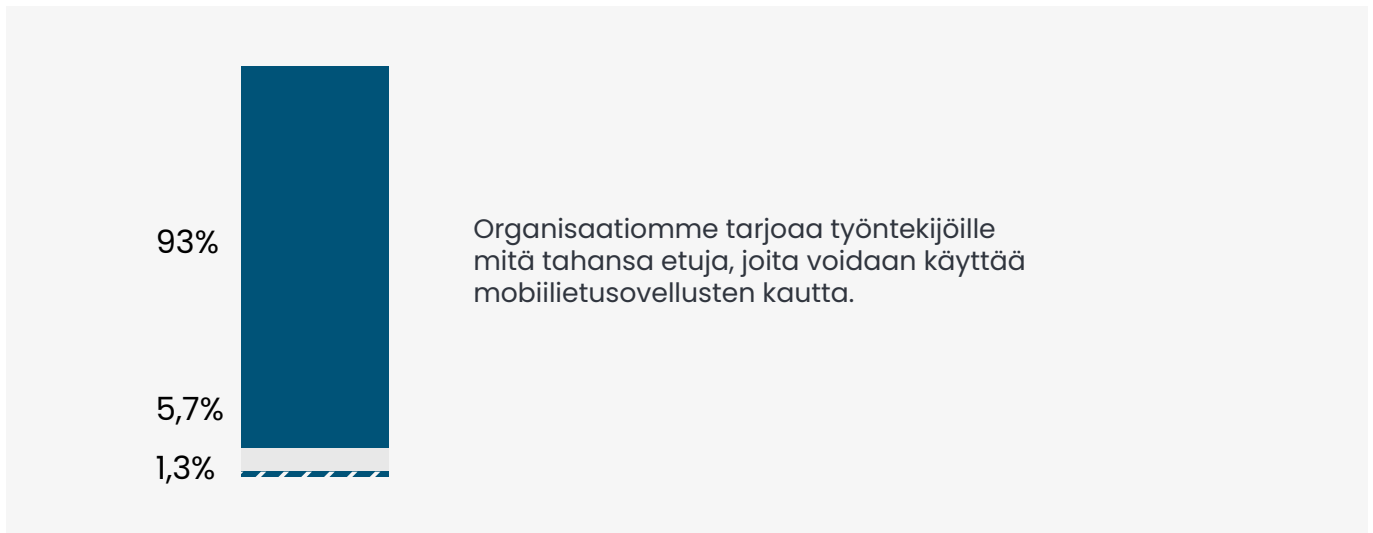 93%
5,7%
1,3%
Organisaatiomme tarjoaa työntekijöille
mitä tahansa etuja, joita voidaan käyttää
mobiilietusovellusten kautta.